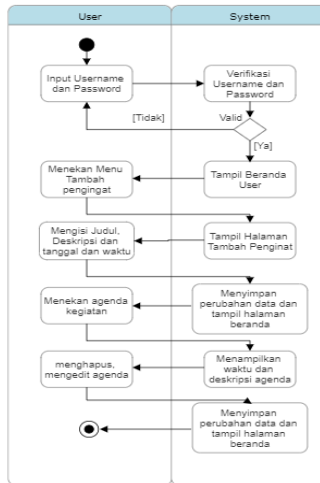 User
System
Input Username
dan Password
Verifikasi
Username dan
Password
[Tidak]
Valid
[Ya]
Menekan Menu
Tambah
pengingat
Tampil Beranda
User
Mengisi Judul,
Deskripsi dan
tanggal dan waktu
Tampil Halaman
Tambah Penginat
Menekan agenda
kegiatan
Menyimpan
perubahan data dan
tampil halaman
beranda
menghapus,
mengedit agenda
Menampilkan
waktu dan
deskripsi agenda
Menyimpan
perubahan data dan
tampil halaman
beranda